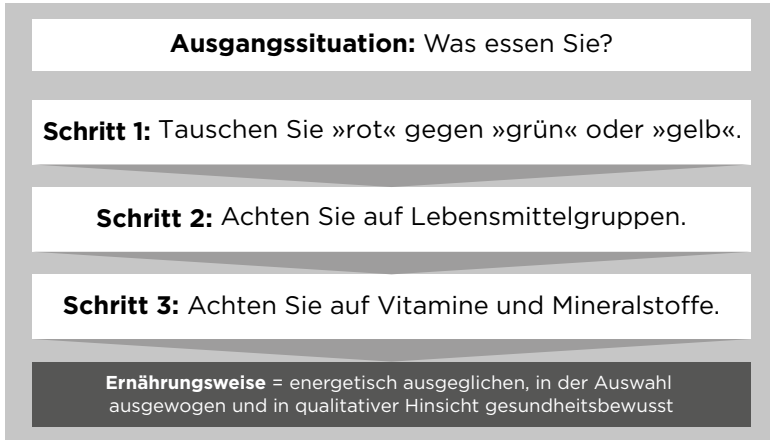 Ausgangssituation: Was essen Sie?
Schritt 1: Tauschen Sie »rot« gegen »grün« oder »gelb«.
Schritt 2: Achten Sie auf Lebensmittelgruppen.
Schritt 3: Achten Sie auf Vitamine und Mineralstoffe.
Ernährungsweise = energetisch ausgeglichen, in der Auswahl
ausgewogen und in qualitativer Hinsicht gesundheitsbewusst